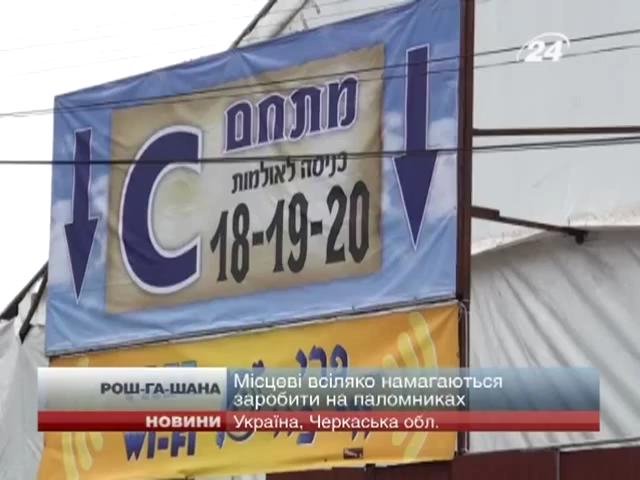 24
מתחם
C
כניסה לאולמות
18-19-20
WI-FI
РОШ-ГА-ШАНА
Місцеві всіляко намагаються
заробити на паломниках
НОВИНИ
Україна, Черкаська обл.